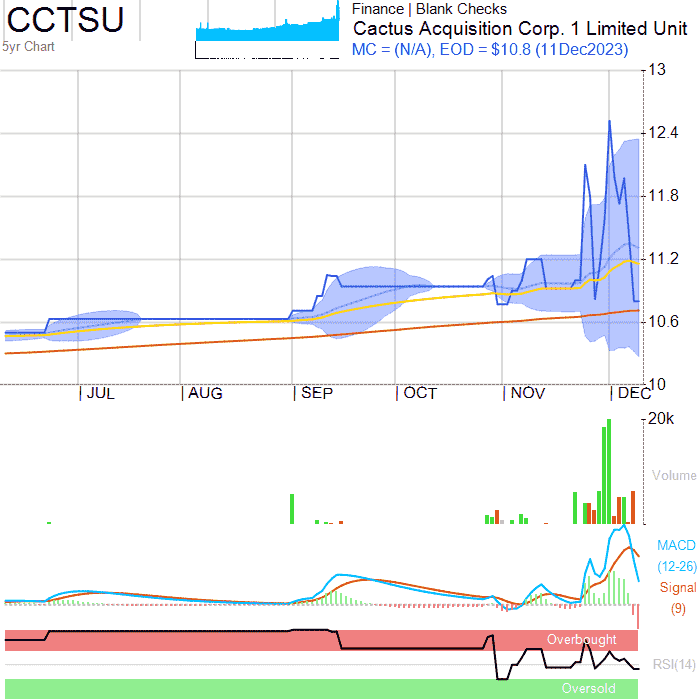 CCTSU
5yr Chart
Finance | Blank Checks
Cactus Acquisition Corp. 1 Limited Unit
MC = (N/A), EOD = $10.8 (11Dec2023)
13
12.4
11.8
11.2
10.6
10
JUL AUG SEP OCT NOV DEC
20k
Volume
MACD
(12-26)
Signal
(9)
Overbought
RSI(14)
Oversold